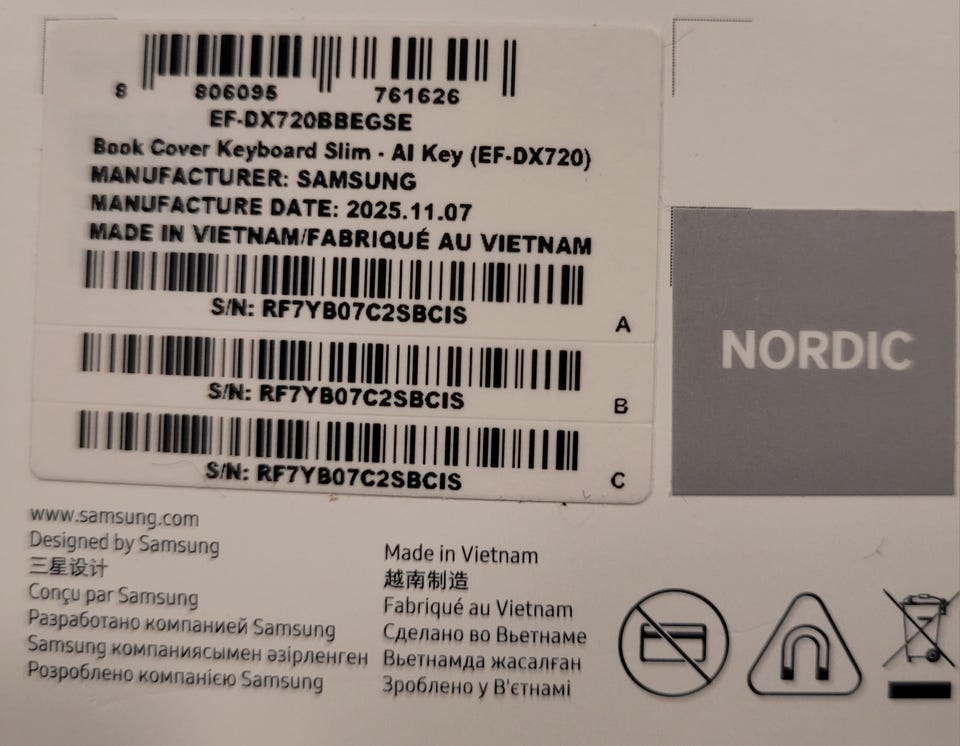 8 806095 761626
EF-DX720BBEGSE
Book Cover Keyboard Slim - AI Key (EF-DX720)
MANUFACTURER: SAMSUNG
MANUFACTURE DATE: 2025.11.07
MADE IN VIETNAM/FABRIQUÉ AU VIETNAM
S/N: RF7YB07C2SBCIS
A
S/N: RF7YB07C2SBCIS
B
S/N: RF7YB07C2SBCIS
C
NORDIC
www.samsung.com
Designed by Samsung
三星设计
Conçu par Samsung
Разработано компанией Samsung
Samsung компаниясымен әзірленген
Розроблено компанією Samsung
Made in Vietnam
越南制造
Fabriqué au Vietnam
Сделано во Вьетнаме
Вьетнамда жасалған
Зроблено у В'єтнамі